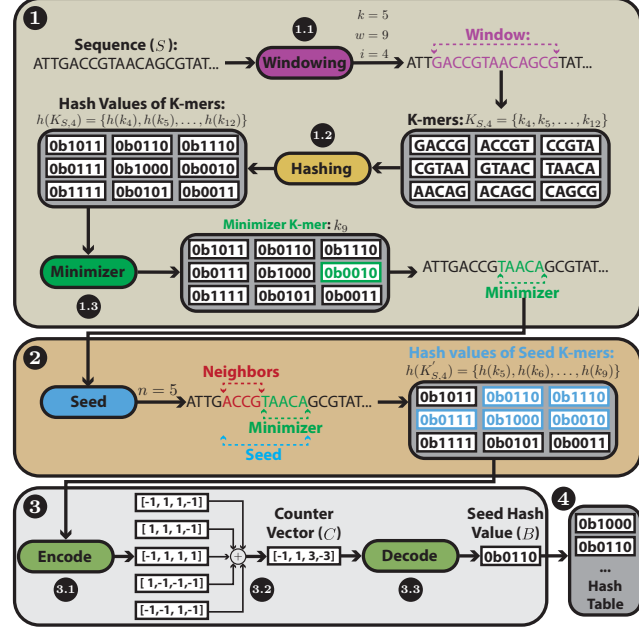 1
1.1
k = 5
w = 9
i = 4
Sequence (S):
ATTGACCGTAACAGCGTAT...
Windowing
Window:
ATTGACCGTAACAGCGTAT...
Hash Values of K-mers:
h(K_{S,4}) = {h(k_4), h(k_5), . . . , h(k_{12})}
0b1011 0b0110 0b1110
0b0111 0b1000 0b0010
0b1111 0b0101 0b0011
1.2
Hashing
K-mers: K_{S,4} = {k_4, k_5, . . . , k_{12}}
GACCG ACCGT CCGTA
CGTAA GTAAC TAACA
AACAG ACAGC CAGCG
Minimizer
1.3
Minimizer K-mer: k_9
0b1011 0b0110 0b1110
0b0111 0b1000 0b0010
0b1111 0b0101 0b0011
ATTGACCGTAACAGCGTAT...
Minimizer
2
Seed
n = 5
Neighbors
ATTGACCGTAACAGCGTAT...
Minimizer
Seed
Hash values of Seed K-mers:
h(K'_{S,4}) = {h(k_5), h(k_6), . . . , h(k_9)}
0b1011 0b0110 0b1110
0b0111 0b1000 0b0010
0b1111 0b0101 0b0011
3
Encode
3.1
[-1, 1, 1,-1]
[ 1, 1, 1,-1]
[-1, 1, 1, 1]
[ 1,-1,-1,-1]
[-1,-1, 1,-1]
+
3.2
Counter
Vector (C)
[-1, 1, 3,-3]
Decode
3.3
Seed Hash
Value (B)
0b0110
4
0b1000
0b0110
...
Hash
Table